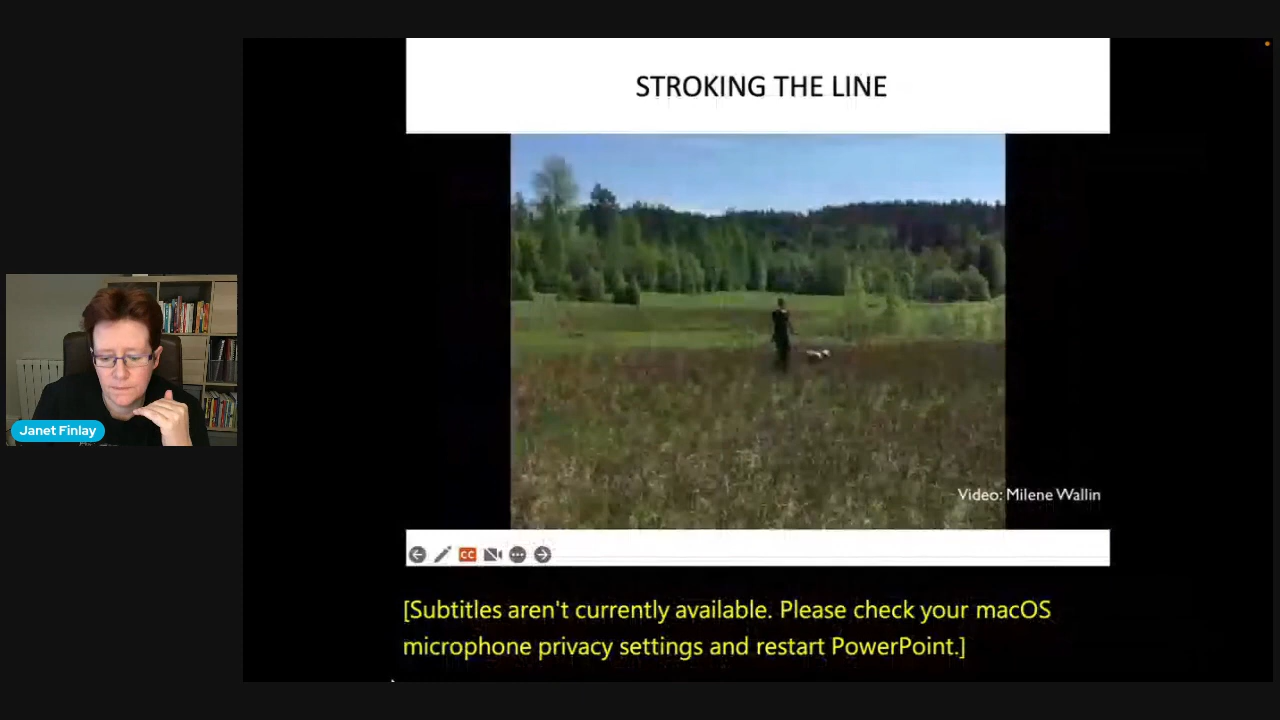 STROKING THE LINE
Janet Finlay
Video: Milene Wallin
CC
[Subtitles aren't currently available. Please check your macOS
microphone privacy settings and restart PowerPoint.]